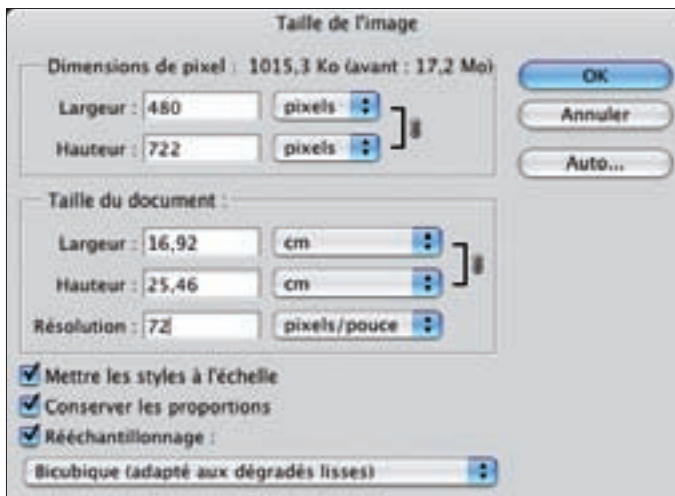 Taille de l'image
Dimensions de pixel : 1015,3 Ko (avant : 17,2 Mo)
Largeur : 480 pixels
Hauteur : 722 pixels
OK
Annuler
Auto...
Taille du document :
Largeur : 16,92 cm
Hauteur : 25,46 cm
Résolution : 72 pixels/pouce
Mettre les styles à l'échelle
Conserver les proportions
Rééchantillonnage :
Bicubique (adapté aux dégradés lisses)